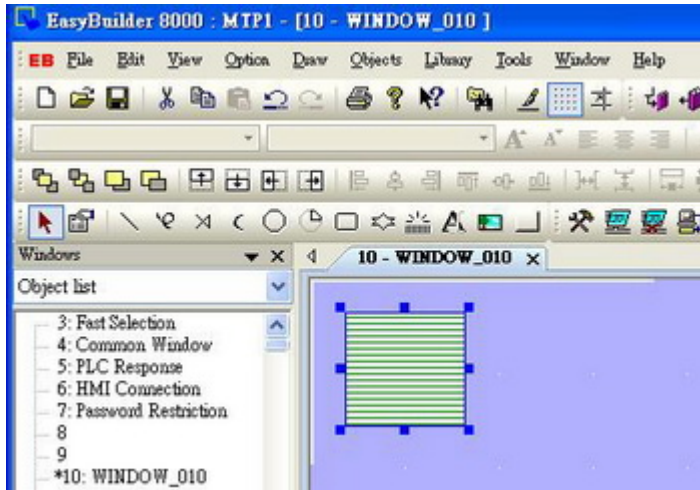 EasyBuilder 8000 : MTP1 - [10 - WINDOW_010 ]
EB File Edit View Option Draw Objects Library Tools Window Help
Windows
10 - WINDOW_010
Object list
3: Fast Selection
4: Common Window
5: PLC Response
6: HMI Connection
7: Password Restriction
8
9
*10: WINDOW_010